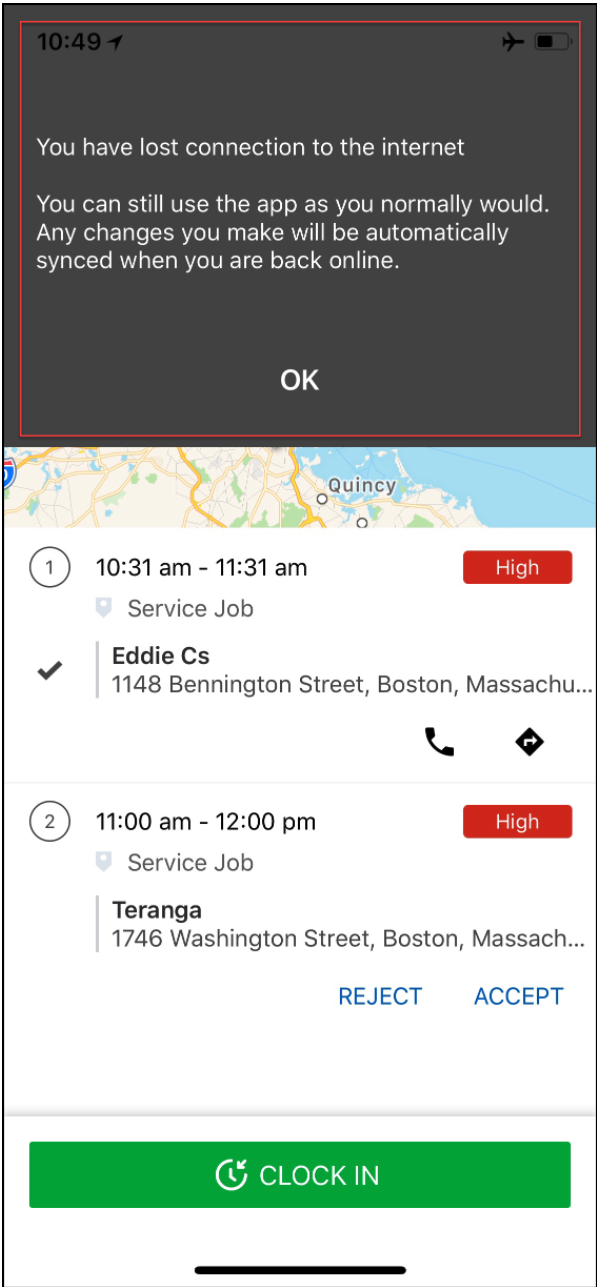 10:49
You have lost connection to the internet
You can still use the app as you normally would.
Any changes you make will be automatically
synced when you are back online.
OK
Quincy
1 10:31 am - 11:31 am High
Service Job
Eddie Cs
1148 Bennington Street, Boston, Massachu...
2 11:00 am - 12:00 pm High
Service Job
Teranga
1746 Washington Street, Boston, Massach...
REJECT ACCEPT
CLOCK IN